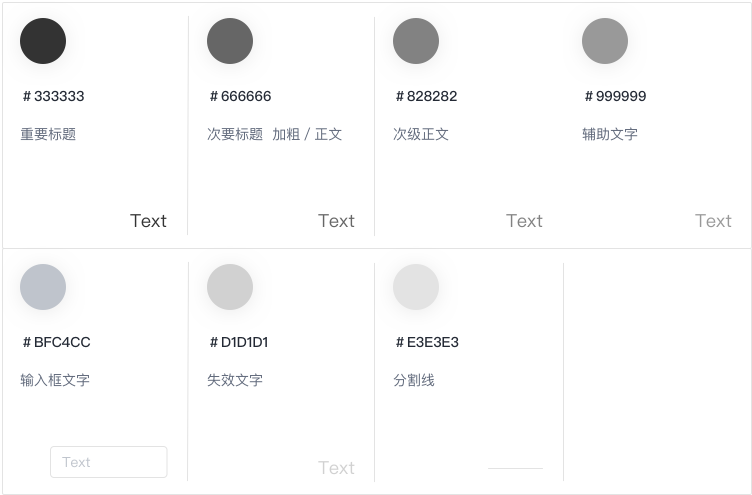 # 333333
重要标题
Text
# 666666
次要标题 加粗 / 正文
Text
# 828282
次级正文
Text
# 999999
辅助文字
Text
# BFC4CC
输入框文字
Text
# D1D1D1
失效文字
Text
# E3E3E3
分割线